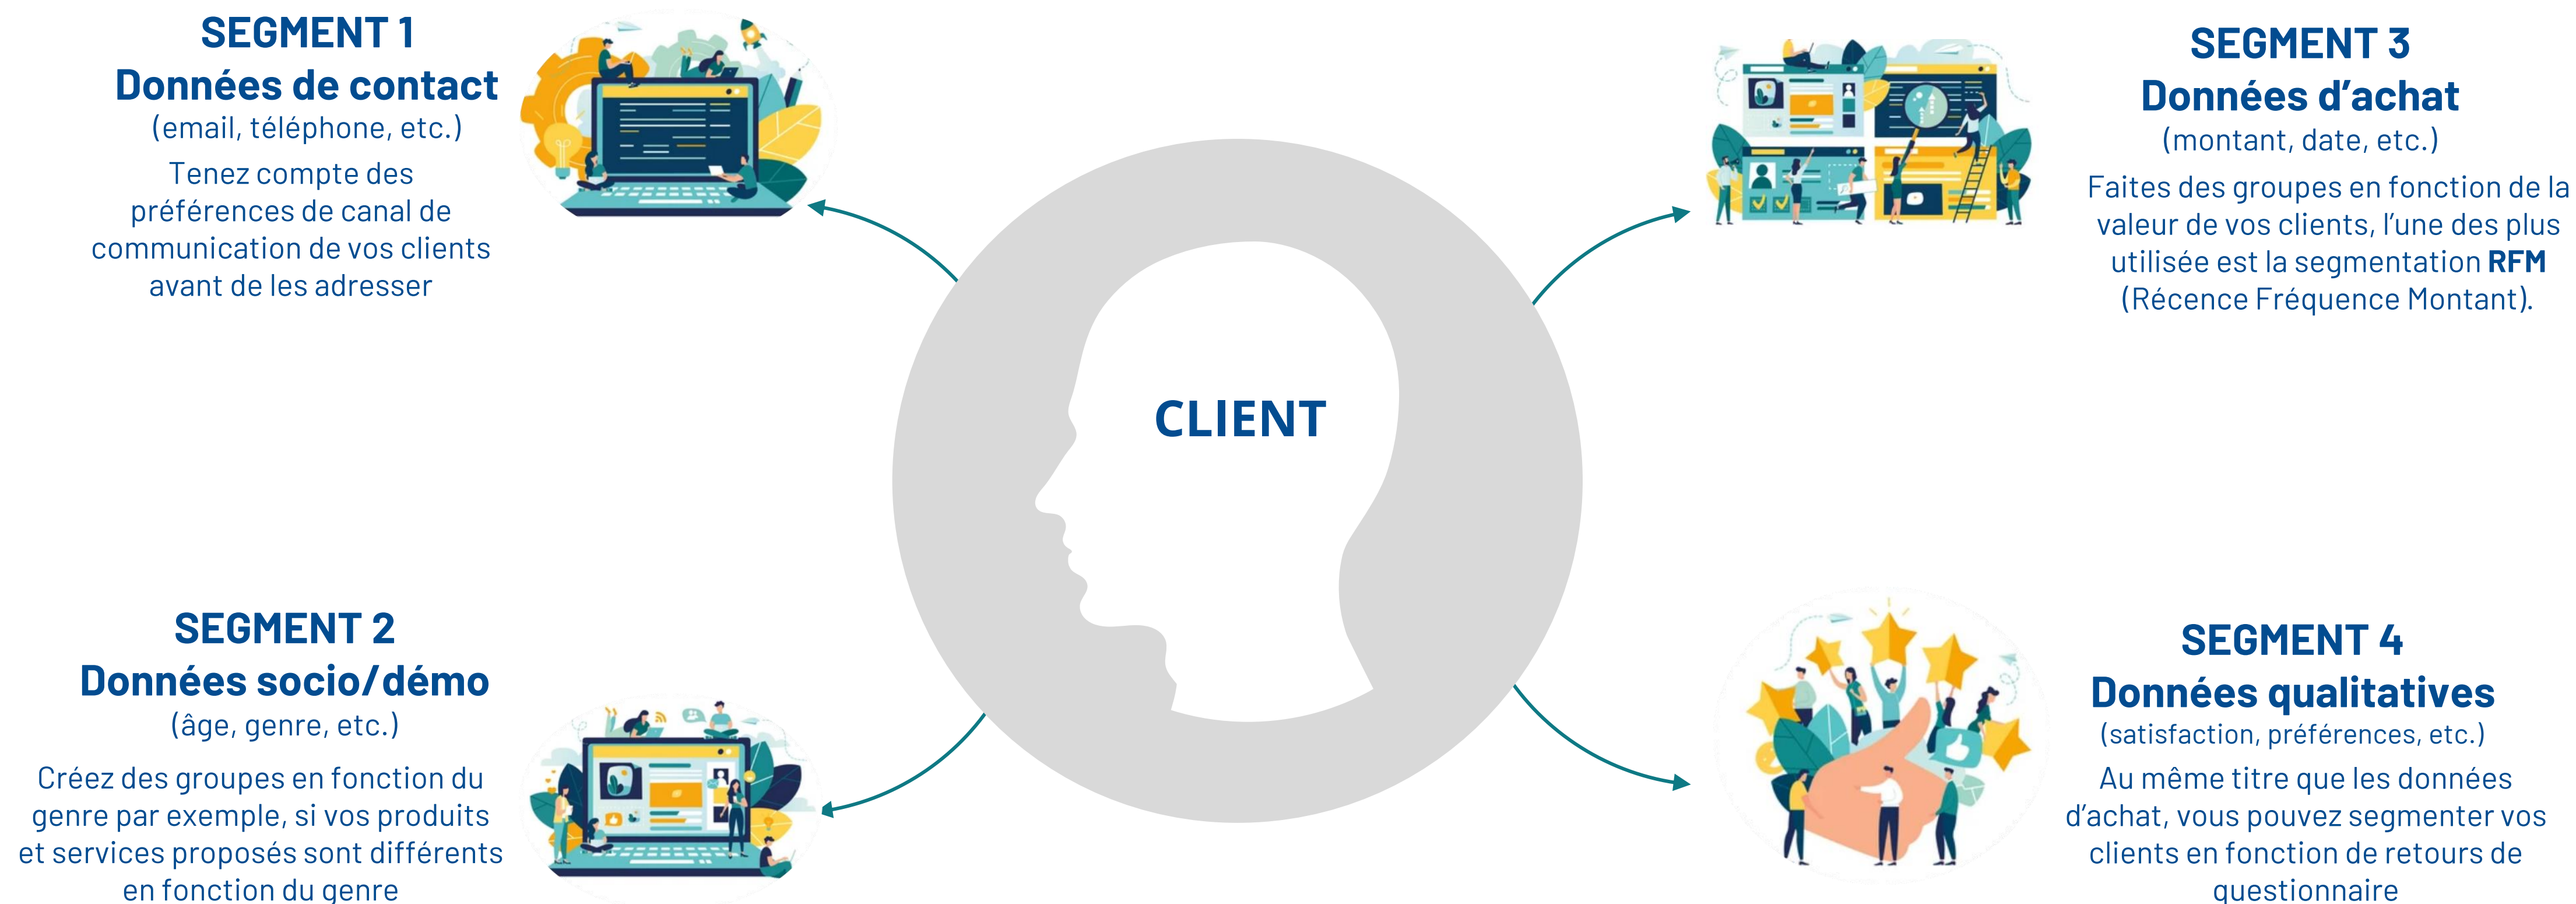 SEGMENT 1
Données de contact
(email, téléphone, etc.)
Tenez compte des
préférences de canal de
communication de vos clients
avant de les adresser
SEGMENT 2
Données socio/démo
(âge, genre, etc.)
Créez des groupes en fonction du
genre par exemple, si vos produits
et services proposés sont différents
en fonction du genre
CLIENT
SEGMENT 3
Données d’achat
(montant, date, etc.)
Faites des groupes en fonction de la
valeur de vos clients, l’une des plus
utilisée est la segmentation RFM
(Récence Fréquence Montant).
SEGMENT 4
Données qualitatives
(satisfaction, préférences, etc.)
Au même titre que les données
d’achat, vous pouvez segmenter vos
clients en fonction de retours de
questionnaire